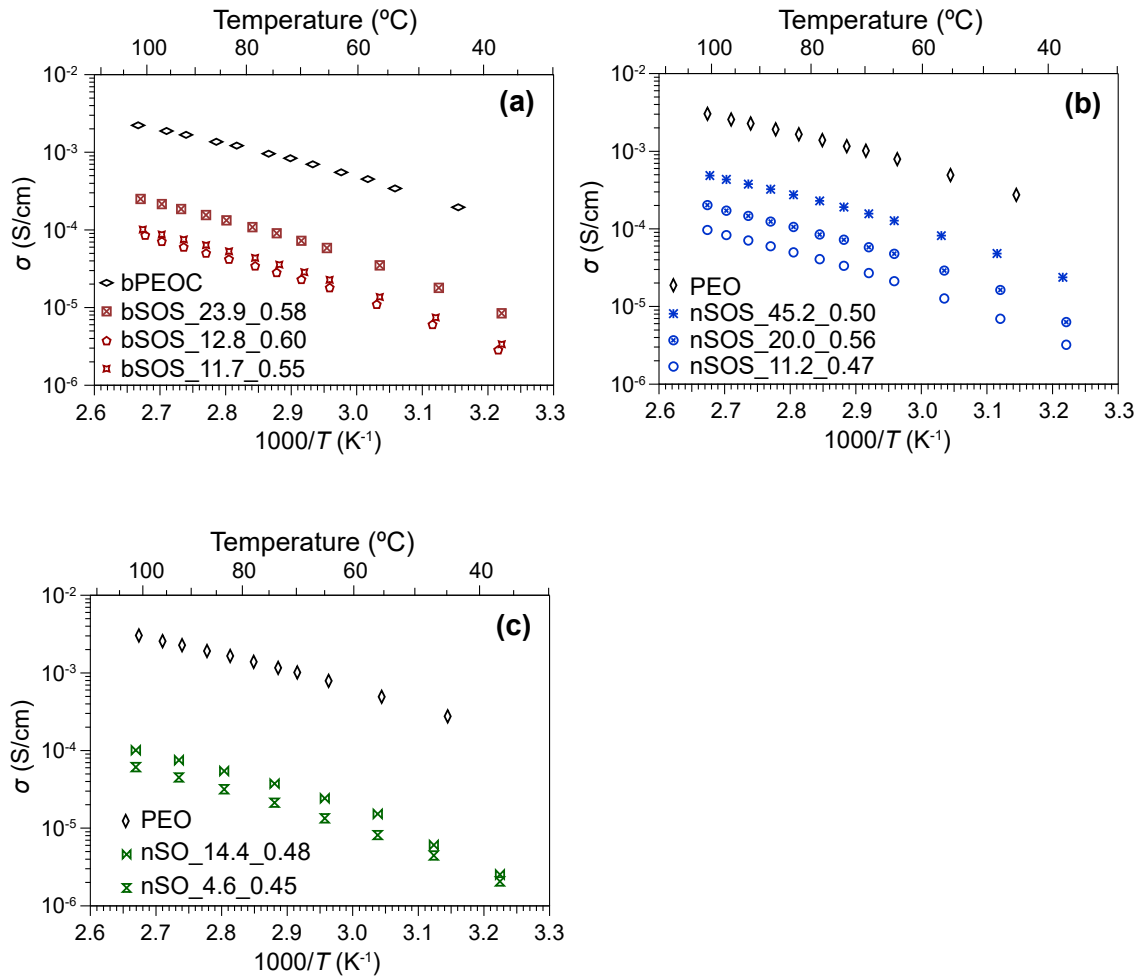 Temperature (ºC)
100 80 60 40
10-2
10-3
10-4
10-5
10-6
σ (S/cm)
(a)
bPEOC
bSOS_23.9_0.58
bSOS_12.8_0.60
bSOS_11.7_0.55
2.6 2.7 2.8 2.9 3.0 3.1 3.2 3.3
1000/T (K-1)
Temperature (ºC)
100 80 60 40
10-2
10-3
10-4
10-5
10-6
σ (S/cm)
(b)
PEO
nSOS_45.2_0.50
nSOS_20.0_0.56
nSOS_11.2_0.47
2.6 2.7 2.8 2.9 3.0 3.1 3.2 3.3
1000/T (K-1)
Temperature (ºC)
100 80 60 40
10-2
10-3
10-4
10-5
10-6
σ (S/cm)
(c)
PEO
nSO_14.4_0.48
nSO_4.6_0.45
2.6 2.7 2.8 2.9 3.0 3.1 3.2 3.3
1000/T (K-1)